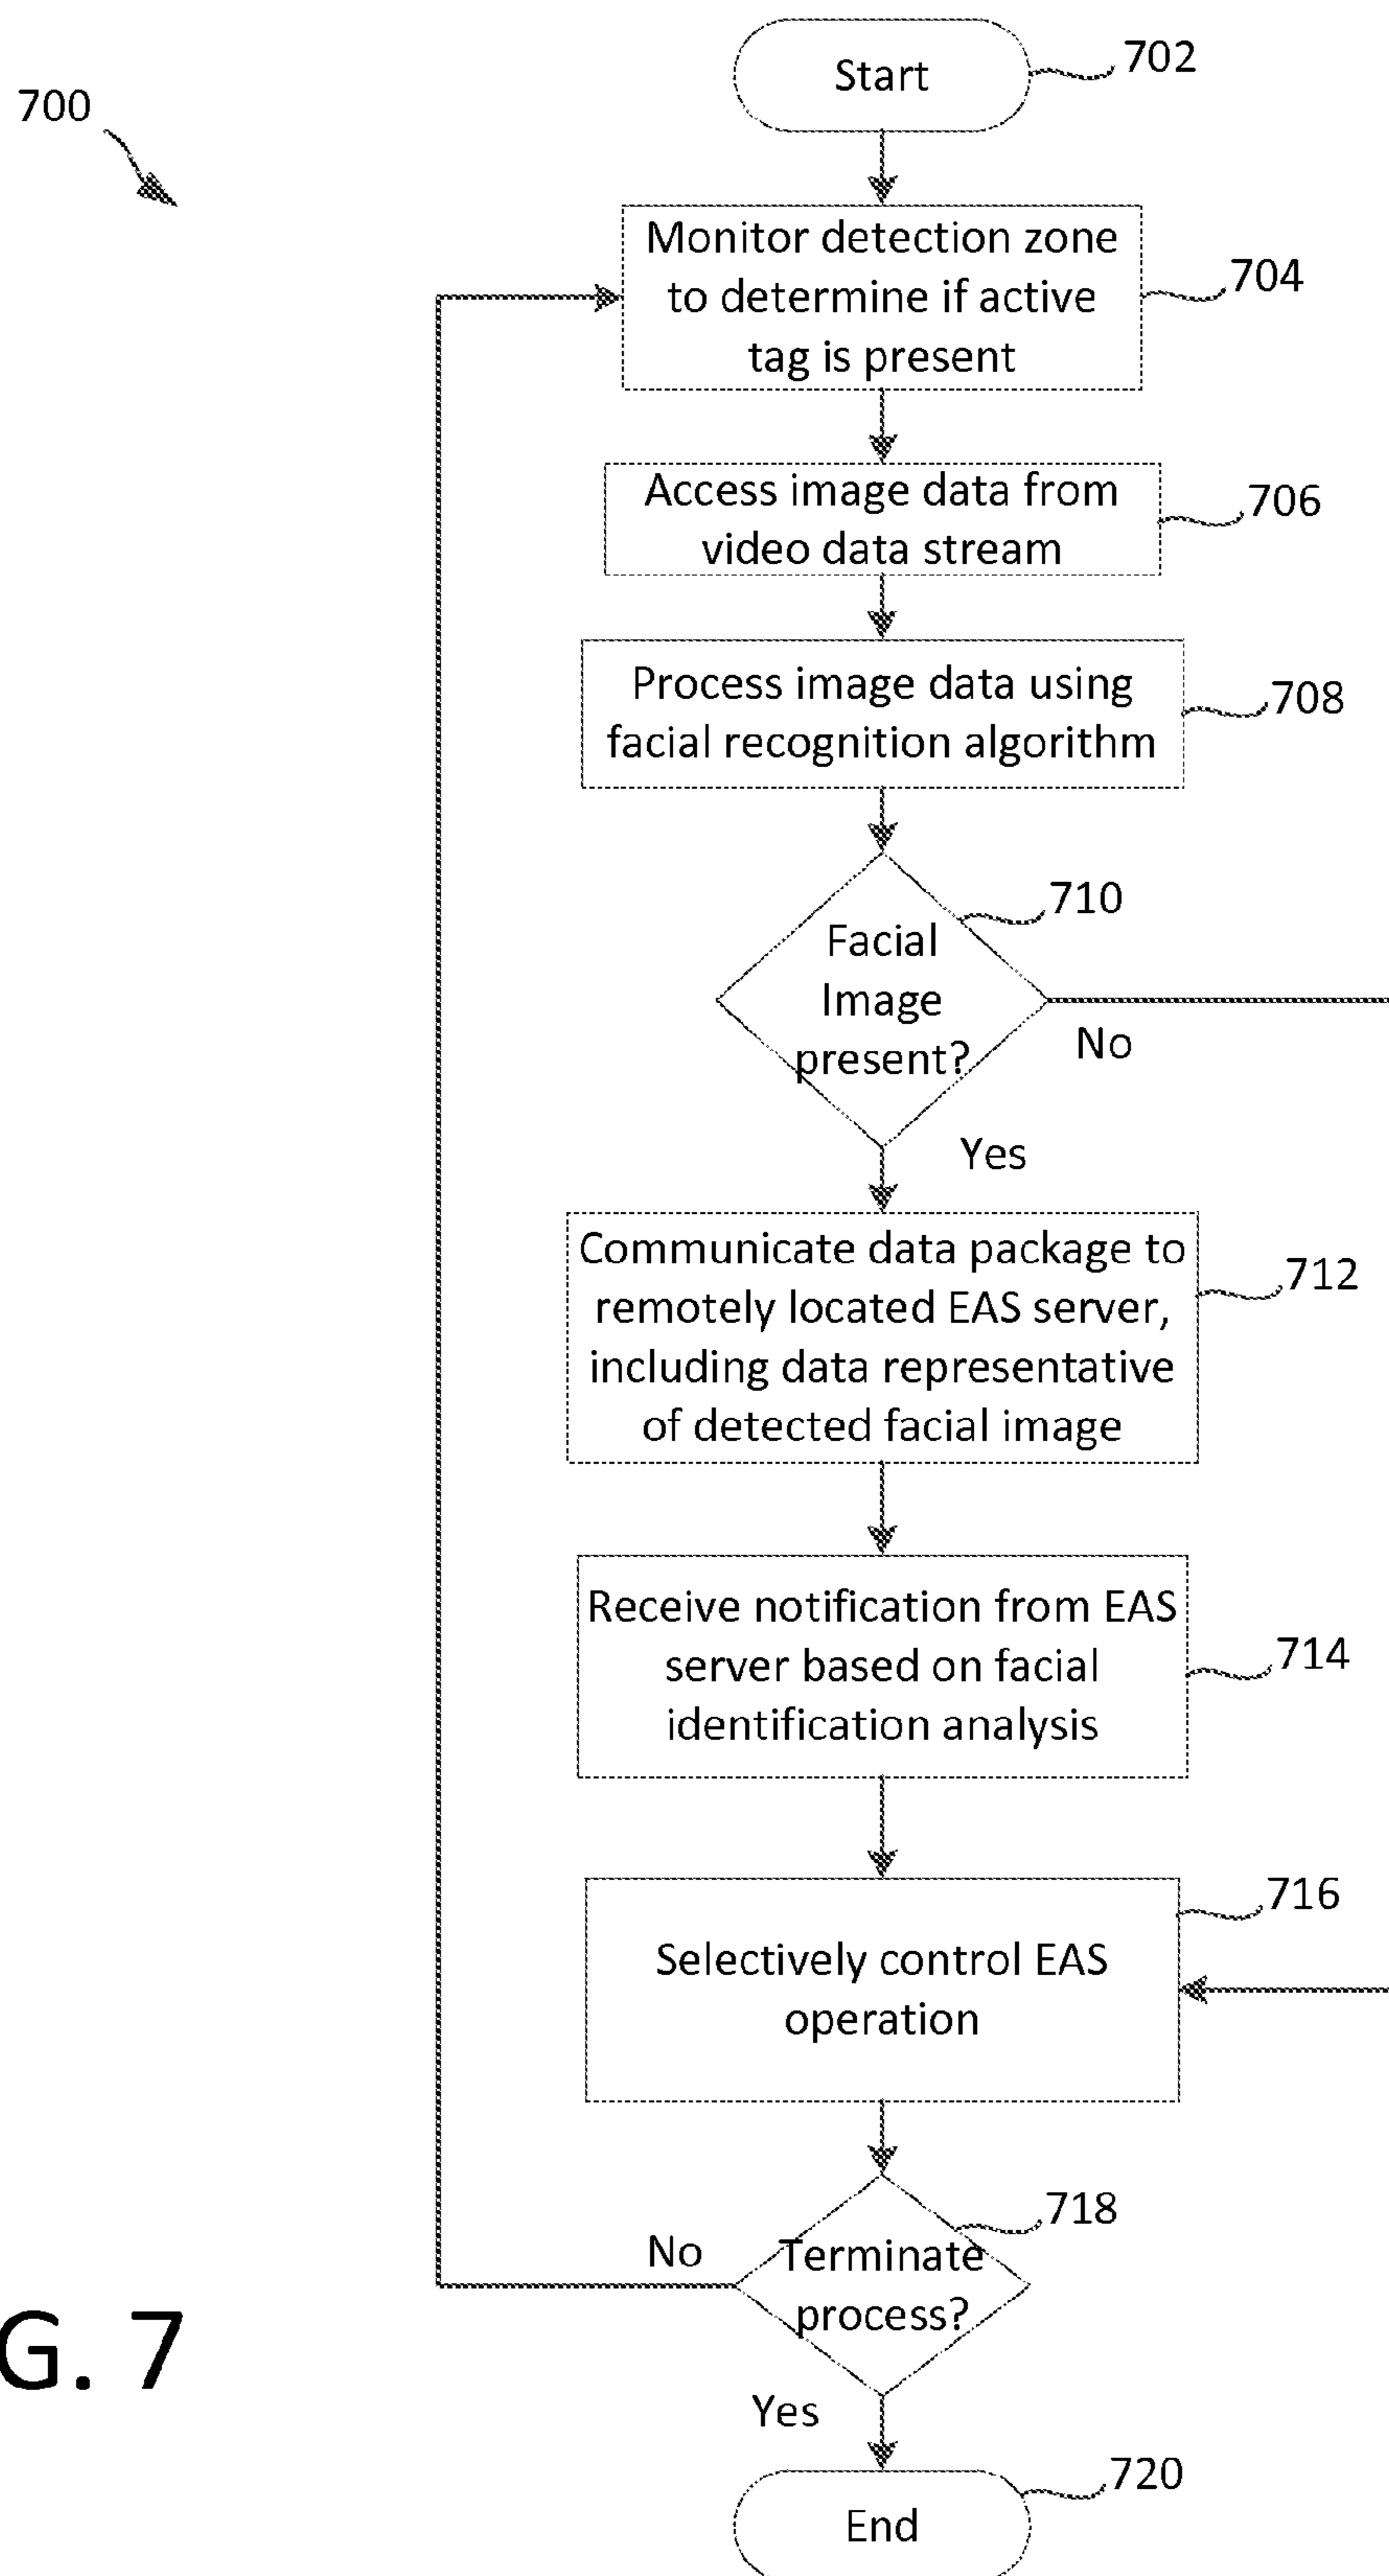 700
Start
702
Monitor detection zone
to determine if active
tag is present
704
Access image data from
video data stream
706
Process image data using
facial recognition algorithm
708
710
Facial
Image
present?
No
Yes
Communicate data package to
remotely located EAS server,
including data representative
of detected facial image
712
Receive notification from EAS
server based on facial
identification analysis
714
716
Selectively control EAS
operation
718
No
Terminate
process?
G. 7
Yes
720
End